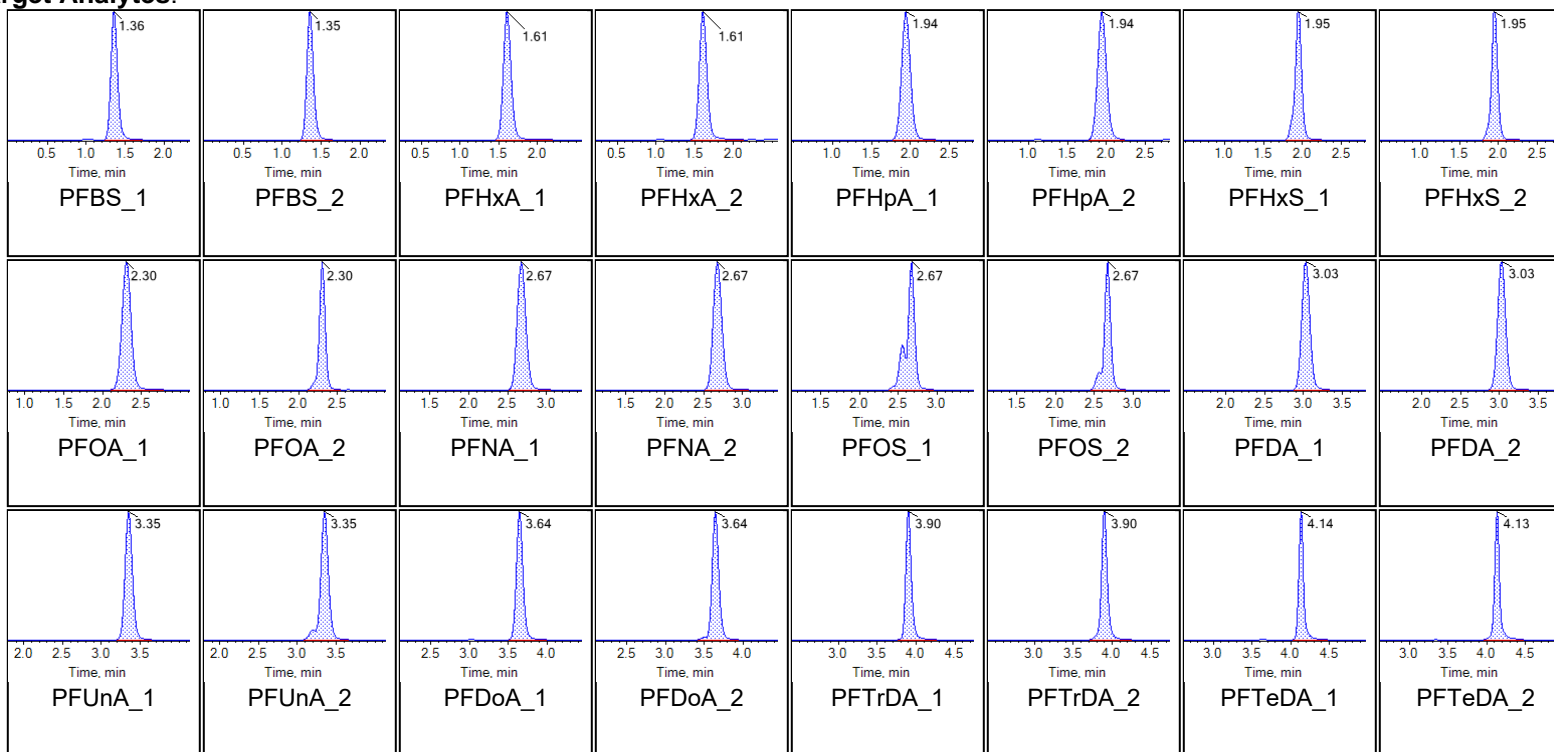 rget Analytes:
1.36 1.35 1.61 1.61 1.94 1.94 1.95 1.95
0.5 1.0 1.5 2.0 0.5 1.0 1.5 2.0 0.5 1.0 1.5 2.0 0.5 1.0 1.5 2.0 1.0 1.5 2.0 2.5 1.0 1.5 2.0 2.5 1.0 1.5 2.0 2.5 1.0 1.5 2.0 2.5
Time, min Time, min Time, min Time, min Time, min Time, min Time, min Time, min
PFBS_1 PFBS_2 PFHxA_1 PFHxA_2 PFHpA_1 PFHpA_2 PFHxS_1 PFHxS_2
2.30 2.30 2.67 2.67 2.67 2.67 3.03 3.03
1.0 1.5 2.0 2.5 1.0 1.5 2.0 2.5 1.5 2.0 2.5 3.0 1.5 2.0 2.5 3.0 1.5 2.0 2.5 3.0 1.5 2.0 2.5 3.0 2.0 2.5 3.0 3.5 2.0 2.5 3.0 3.5
Time, min Time, min Time, min Time, min Time, min Time, min Time, min Time, min
PFOA_1 PFOA_2 PFNA_1 PFNA_2 PFOS_1 PFOS_2 PFDA_1 PFDA_2
3.35 3.35 3.64 3.64 3.90 3.90 4.14 4.13
2.0 2.5 3.0 3.5 2.0 2.5 3.0 3.5 2.5 3.0 3.5 4.0 2.5 3.0 3.5 4.0 3.0 3.5 4.0 4.5 3.0 3.5 4.0 4.5 3.0 3.5 4.0 4.5 3.0 3.5 4.0 4.5
Time, min Time, min Time, min Time, min Time, min Time, min Time, min Time, min
PFUnA_1 PFUnA_2 PFDoA_1 PFDoA_2 PFTrDA_1 PFTrDA_2 PFTeDA_1 PFTeDA_2